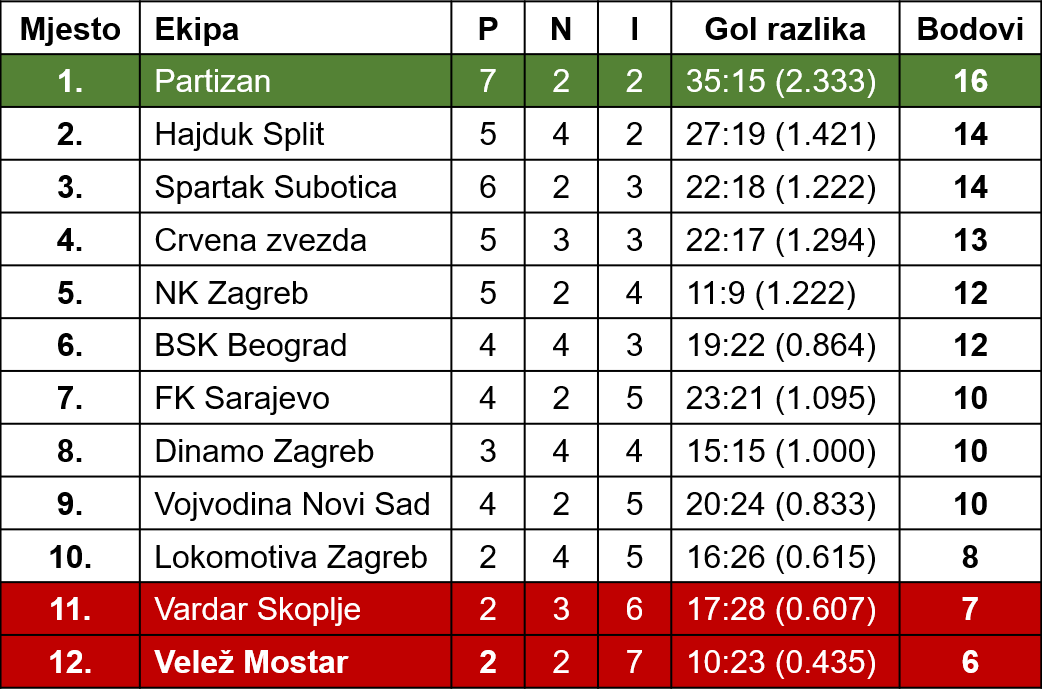 Mjesto Ekipa P N I Gol razlika Bodovi
1. Partizan 7 2 2 35:15 (2.333) 16
2. Hajduk Split 5 4 2 27:19 (1.421) 14
3. Spartak Subotica 6 2 3 22:18 (1.222) 14
4. Crvena zvezda 5 3 3 22:17 (1.294) 13
5. NK Zagreb 5 2 4 11:9 (1.222) 12
6. BSK Beograd 4 4 3 19:22 (0.864) 12
7. FK Sarajevo 4 2 5 23:21 (1.095) 10
8. Dinamo Zagreb 3 4 4 15:15 (1.000) 10
9. Vojvodina Novi Sad 4 2 5 20:24 (0.833) 10
10. Lokomotiva Zagreb 2 4 5 16:26 (0.615) 8
11. Vardar Skoplje 2 3 6 17:28 (0.607) 7
12. Velež Mostar 2 2 7 10:23 (0.435) 6